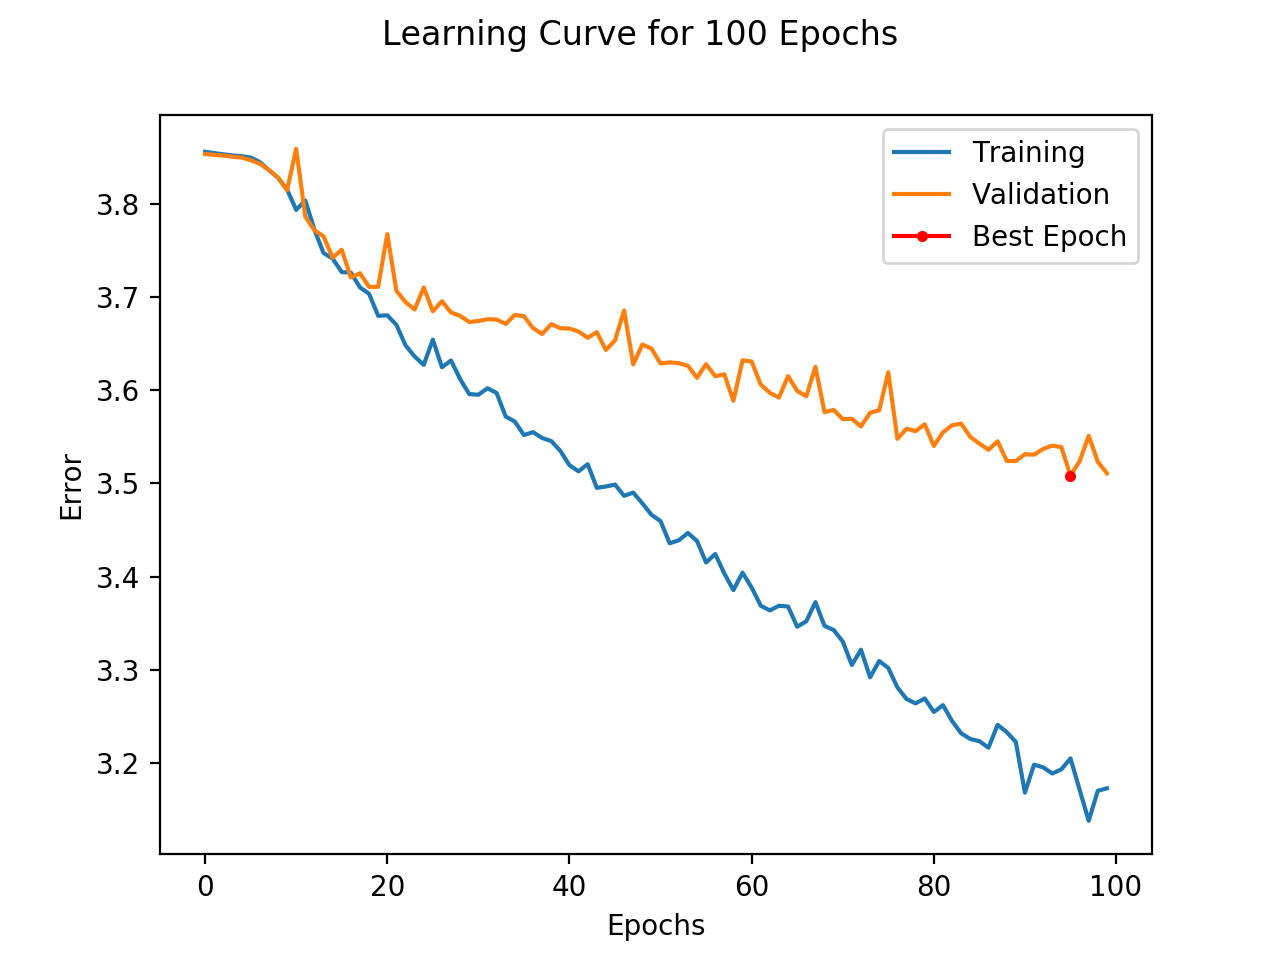 Learning Curve for 100 Epochs
Training
Validation
Best Epoch
3.8
3.7
3.6
3.5
3.4
3.3
3.2
Error
0 20 40 60 80 100
Epochs